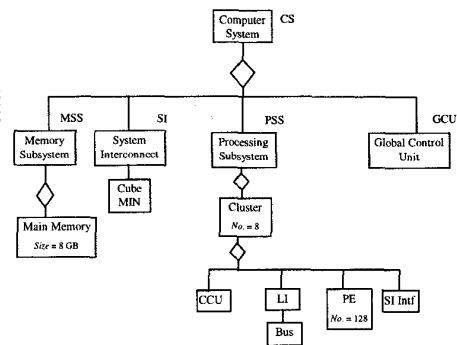 Computer
System
CS
MSS
SI
PSS
GCU
Memory
Subsystem
System
Interconnect
Processing
Subsystem
Global Control
Unit
Cube
MIN
Cluster
No. = 8
Main Memory
Size = 8 GB
CCU
LI
PE
No. = 128
SI Intf
Bus